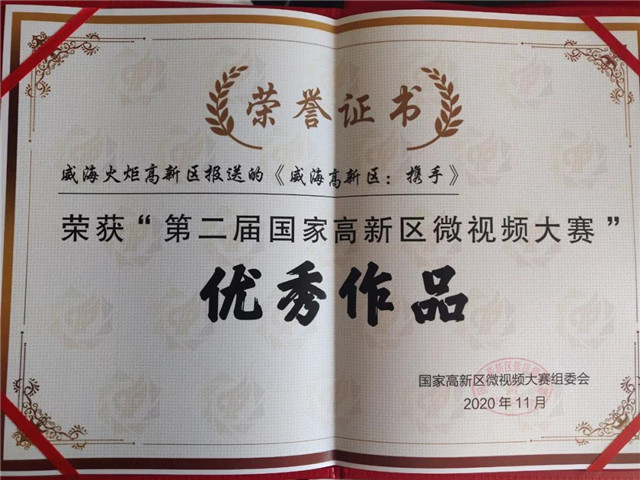 荣誉证书
威海火炬高新区报送的《威海高新区：携手》
荣获“第二届国家高新区微视频大赛”
优秀作品
国家高新区微视频大赛组委会
2020年11月